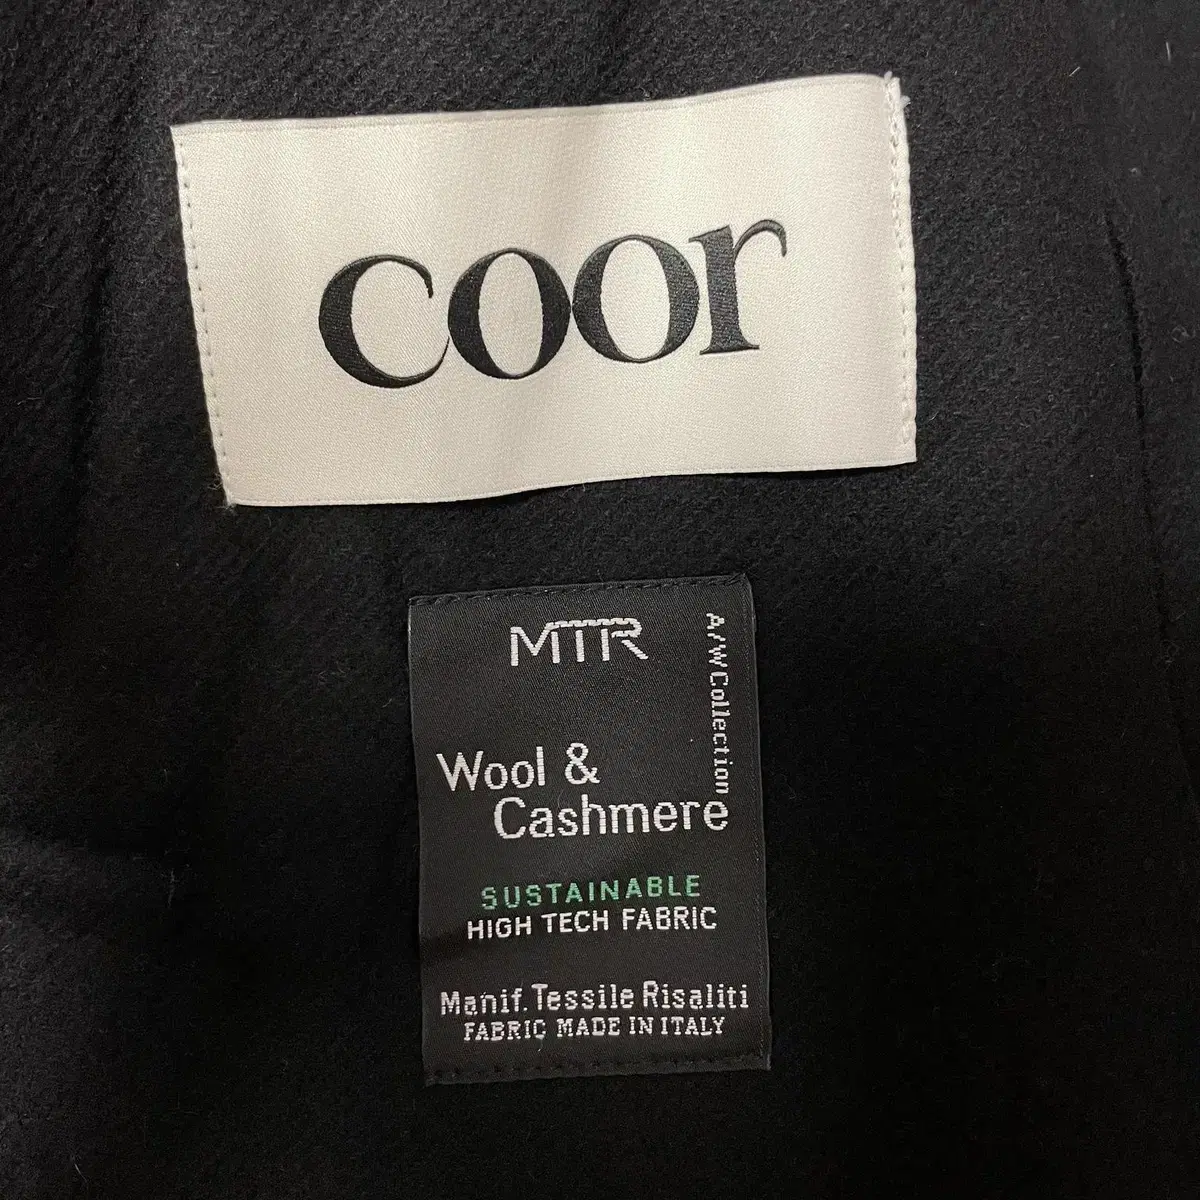 coor
MTR
A/W Collection
Wool &
Cashmere
SUSTAINABLE
HIGH TECH FABRIC
Manif. Tessile Risaliti
FABRIC MADE IN ITALY